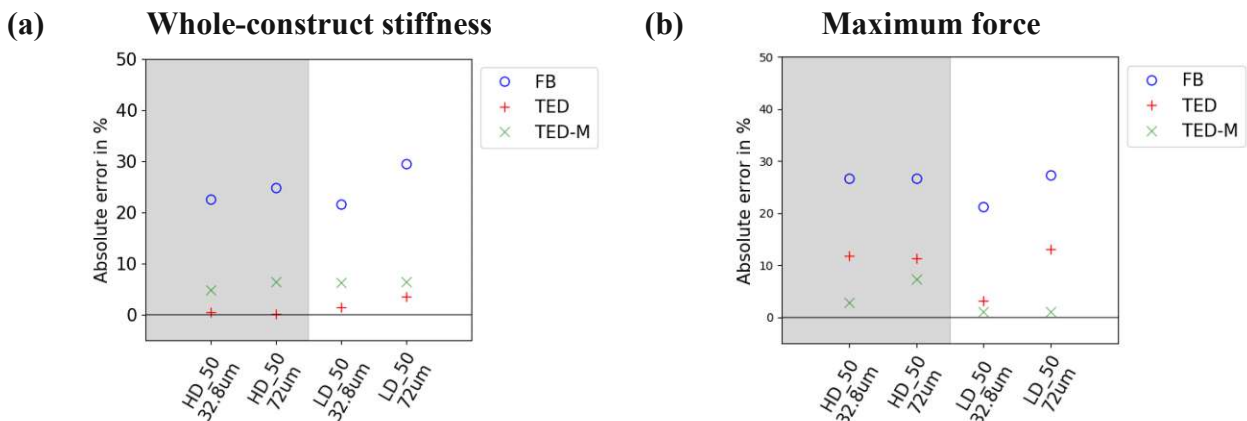 (a) Whole-construct stiffness
50
40
30
20
10
0
Absolute error in %
HD_50
32.8um
HD_50
72um
LD_50
32.8um
LD_50
72um
FB
TED
TED-M
(b) Maximum force
50
40
30
20
10
0
Absolute error in %
HD_50
32.8um
HD_50
72um
LD_50
32.8um
LD_50
72um
FB
TED
TED-M